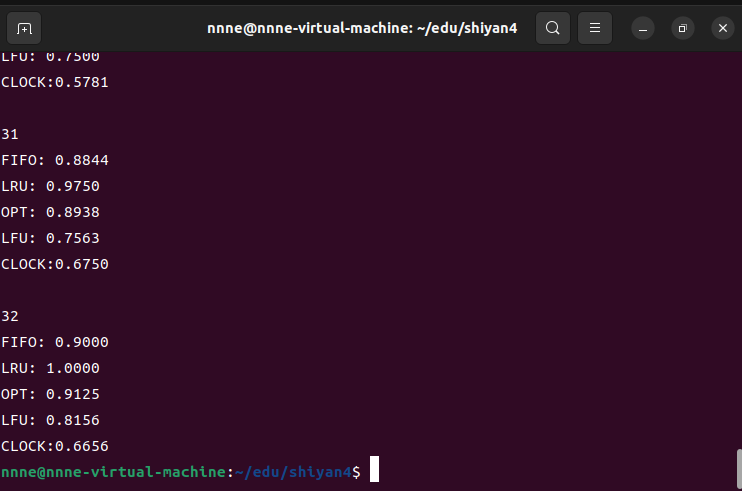 nnne@nnne-virtual-machine: ~/edu/shiyan4
LFU: 0.7500
CLOCK:0.5781
31
FIFO: 0.8844
LRU: 0.9750
OPT: 0.8938
LFU: 0.7563
CLOCK:0.6750
32
FIFO: 0.9000
LRU: 1.0000
OPT: 0.9125
LFU: 0.8156
CLOCK:0.6656
nnne@nnne-virtual-machine:~/edu/shiyan4$